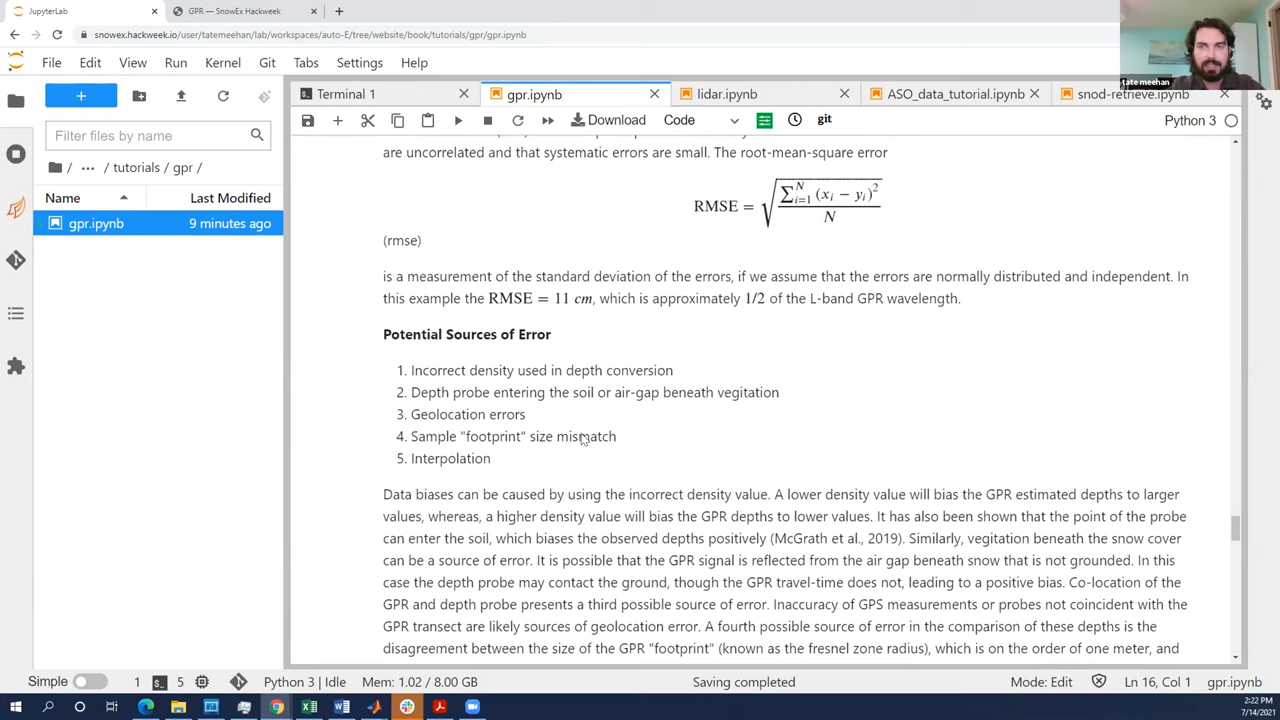 JupyterLab
GPR — SnowEx Hackweek
snowex.hackweek.io/user/tatemeehan/lab/workspaces/auto-E/tree/website/book/tutorials/gpr/gpr.ipynb
tate meehan
File Edit View Run Kernel Git Tabs Settings Help
Terminal 1
gpr.ipynb
lidar.ipynb
ASO_data_tutorial.ipynb
snod-retrieve.ipynb
Filter files by name
/ ··· / tutorials / gpr /
Name Last Modified
gpr.ipynb 9 minutes ago
Download Code git Python 3
are uncorrelated and that systematic errors are small. The root-mean-square error
RMSE = √(∑ᵢ₌₁ᴺ (xᵢ − yᵢ)² / N)
(rmse)
is a measurement of the standard deviation of the errors, if we assume that the errors are normally distributed and independent. In
this example the RMSE = 11 cm, which is approximately 1/2 of the L-band GPR wavelength.
Potential Sources of Error
1. Incorrect density used in depth conversion
2. Depth probe entering the soil or air-gap beneath vegitation
3. Geolocation errors
4. Sample "footprint" size mismatch
5. Interpolation
Data biases can be caused by using the incorrect density value. A lower density value will bias the GPR estimated depths to larger
values, whereas, a higher density value will bias the GPR depths to lower values. It has also been shown that the point of the probe
can enter the soil, which biases the observed depths positively (McGrath et al., 2019). Similarly, vegitation beneath the snow cover
can be a source of error. It is possible that the GPR signal is reflected from the air gap beneath snow that is not grounded. In this
case the depth probe may contact the ground, though the GPR travel-time does not, leading to a positive bias. Co-location of the
GPR and depth probe presents a third possible source of error. Inaccuracy of GPS measurements or probes not coincident with the
GPR transect are likely sources of geolocation error. A fourth possible source of error in the comparison of these depths is the
disagreement between the size of the GPR "footprint" (known as the fresnel zone radius), which is on the order of one meter, and
Simple 1 5 Python 3 | Idle Mem: 1.02 / 8.00 GB Saving completed Mode: Edit Ln 16, Col 1 gpr.ipynb
2:22 PM
7/14/2021